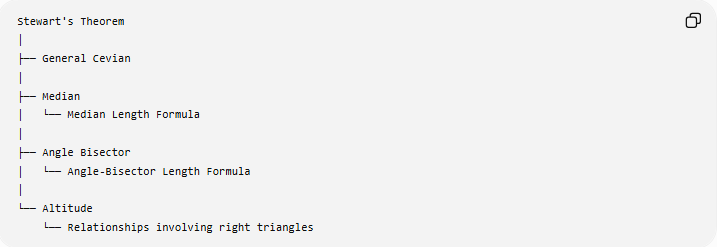 Stewart's Theorem
│
├── General Cevian
│
├── Median
│   └── Median Length Formula
│
├── Angle Bisector
│   └── Angle-Bisector Length Formula
│
└── Altitude
    └── Relationships involving right triangles